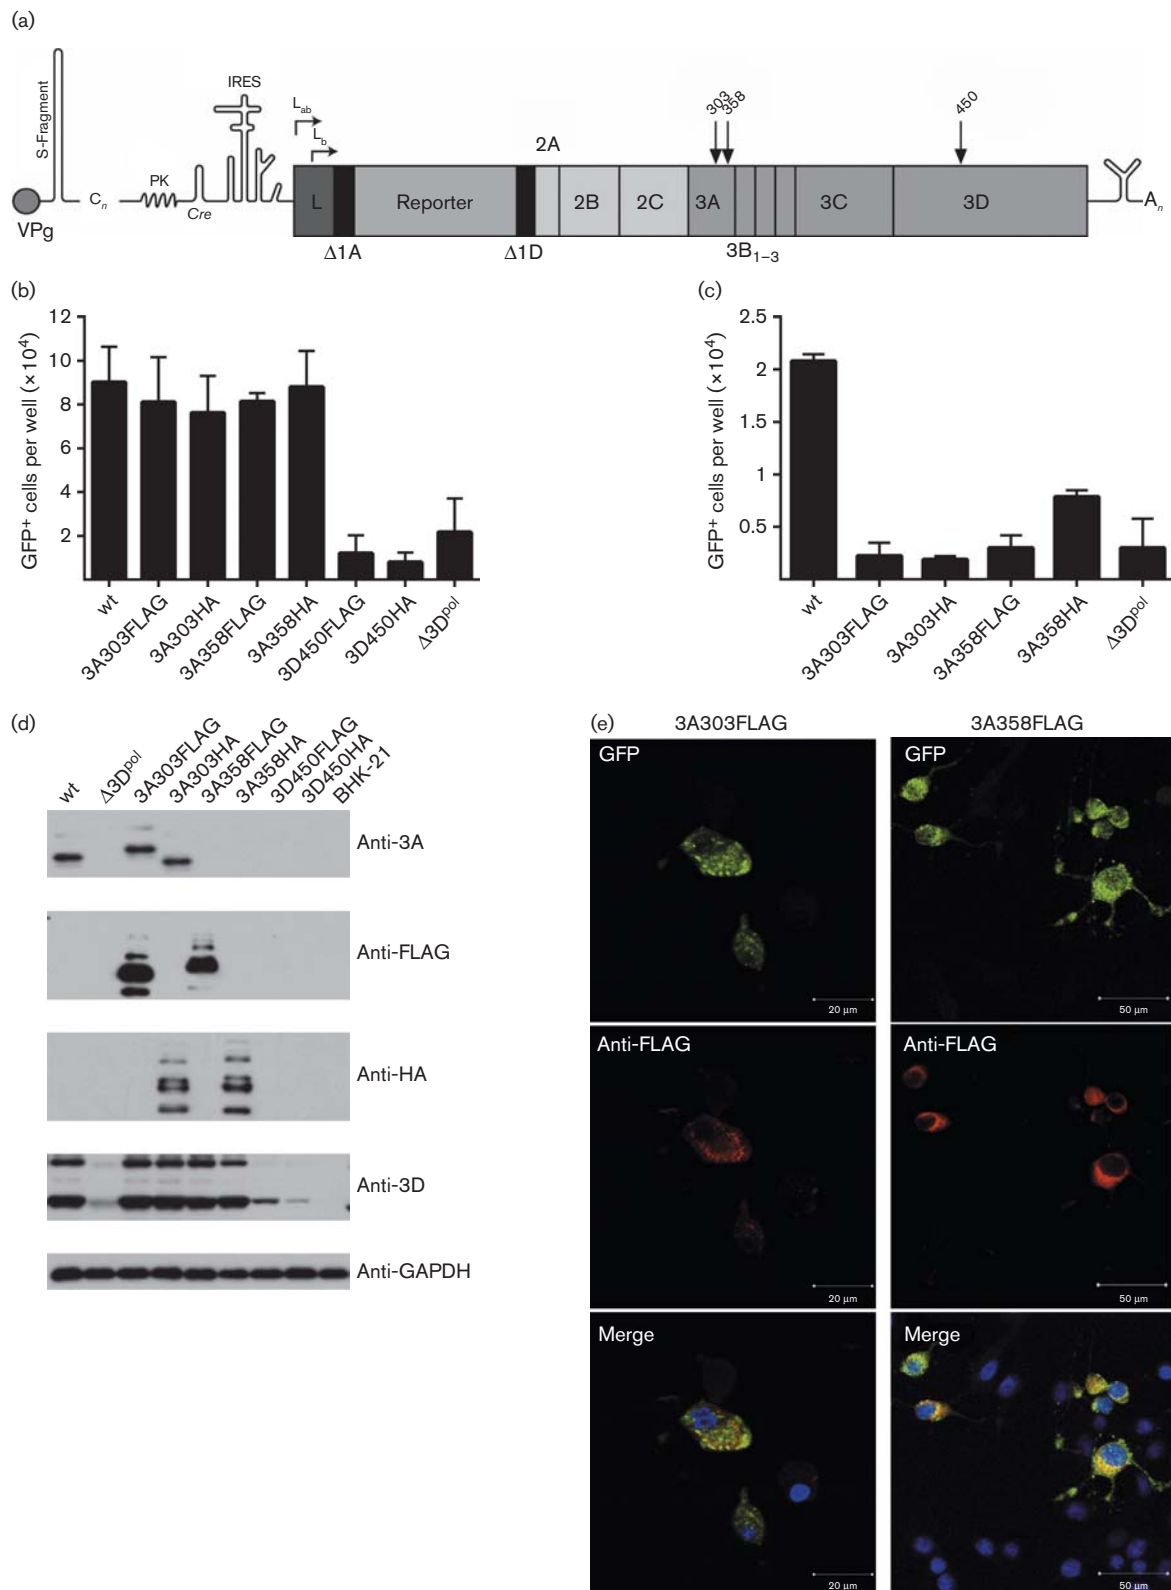 (a)
S-Fragment
VPg
Cn
PK
Cre
IRES
Lab
Lb
L
Δ1A
Reporter
2A
Δ1D
2B
2C
303
358
3A
3B1–3
3C
450
3D
An
(b)
GFP+ cells per well (×10⁴)
12
10
8
6
4
2
wt
3A303FLAG
3A303HA
3A358FLAG
3A358HA
3D450FLAG
3D450HA
Δ3Dpol
(c)
GFP+ cells per well (×10⁴)
2.5
2
1.5
1
0.5
wt
3A303FLAG
3A303HA
3A358FLAG
3A358HA
Δ3Dpol
(d)
wt
Δ3Dpol
3A303FLAG
3A303HA
3A358FLAG
3A358HA
3D450FLAG
3D450HA
BHK-21
Anti-3A
Anti-FLAG
Anti-HA
Anti-3D
Anti-GAPDH
(e)
3A303FLAG
3A358FLAG
GFP
20 µm
GFP
50 µm
Anti-FLAG
20 µm
Anti-FLAG
50 µm
Merge
20 µm
Merge
50 µm